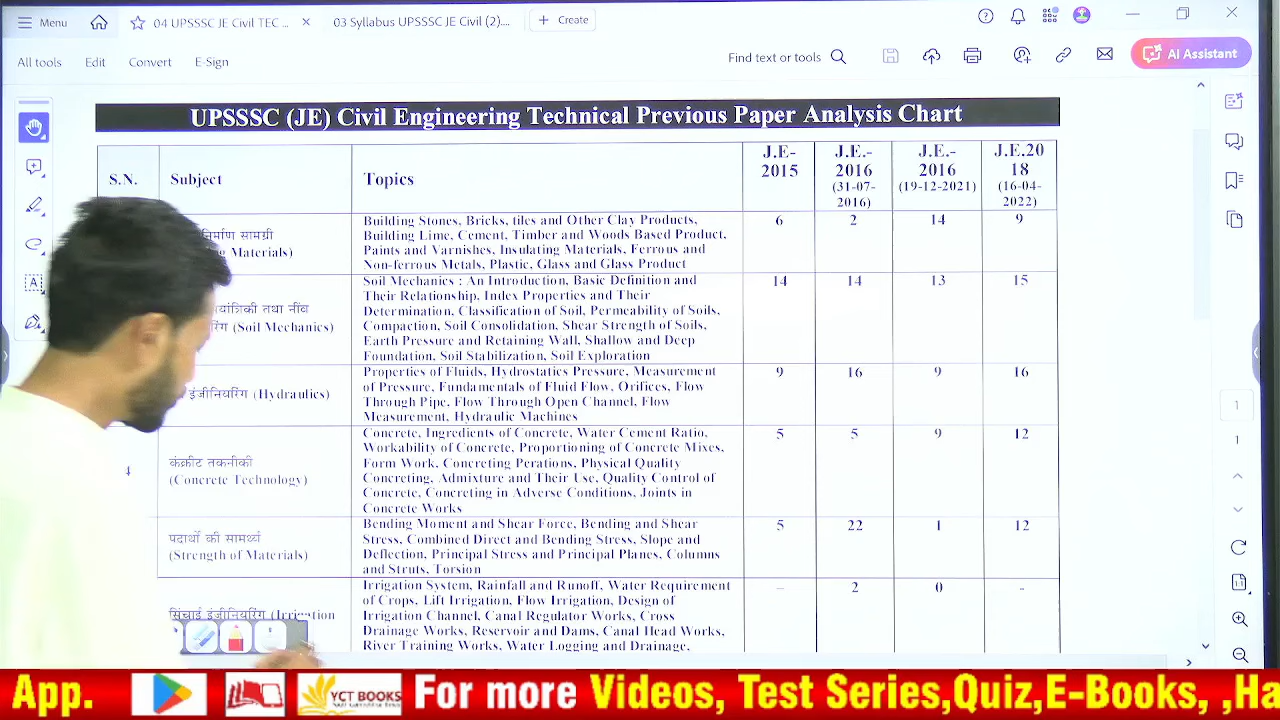 Menu
04 UPSSSC JE Civil TEC ...
03 Syllabus UPSSSC JE Civil (2)....
Create
All tools
Edit
Convert
E-Sign
Find text or tools
AI Assistant
UPSSSC (JE) Civil Engineering Technical Previous Paper Analysis Chart
S.N.
Subject
Topics
J.E-
2015
J.E.-
2016
(31-07-
2016)
J.E.-
2016
(19-12-2021)
J.E.20
18
(16-04-
2022)
निर्माण सामग्री
Materials)
Building Stones, Bricks, tiles and Other Clay Products,
Building Lime, Cement, Timber and Woods Based Product,
Paints and Varnishes, Insulating Materials, Ferrous and
Non-ferrous Metals, Plastic, Glass and Glass Product
6
2
14
9
तथा नींव
(Soil Mechanics)
Soil Mechanics : An Introduction, Basic Definition and
Their Relationship, Index Properties and Their
Determination, Classification of Soil, Permeability of Soils,
Compaction, Soil Consolidation, Shear Strength of Soils,
Earth Pressure and Retaining Wall, Shallow and Deep
Foundation, Soil Stabilization, Soil Exploration
14
14
13
15
इंजीनियरिंग (Hydraulics)
Properties of Fluids, Hydrostatics Pressure, Measurement
of Pressure, Fundamentals of Fluid Flow, Orifices, Flow
Through Pipe, Flow Through Open Channel, Flow
Measurement, Hydraulic Machines
9
16
9
16
4
कंक्रीट तकनीकी
(Concrete Technology)
Concrete, Ingredients of Concrete, Water Cement Ratio,
Workability of Concrete, Proportioning of Concrete Mixes,
Form Work, Concreting Perations, Physical Quality
Concreting, Admixture and Their Use, Quality Control of
Concrete, Concreting in Adverse Conditions, Joints in
Concrete Works
5
5
9
12
पदार्थो की सामर्थ्य
(Strength of Materials)
Bending Moment and Shear Force, Bending and Shear
Stress, Combined Direct and Bending Stress, Slope and
Deflection, Principal Stress and Principal Planes, Columns
and Struts, Torsion
5
22
1
12
सिंचाई इंजीनियरिंग (Irrigation
Irrigation System, Rainfall and Runoff, Water Requirement
of Crops, Lift Irrigation, Flow Irrigation, Design of
Irrigation Channel, Canal Regulator Works, Cross
Drainage Works, Reservoir and Dams, Canal Head Works,
River Training Works, Water Logging and Drainage,
–
2
0
-
1
1
App.
YCT BOOKS
For more Videos, Test Series,Quiz,E-Books, ,Ha